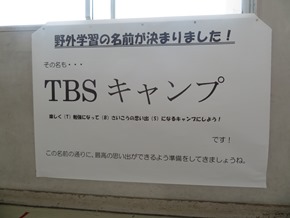 野外学習の名前が決まりました！
その名も・・・
TBS キャンプ
楽しく（T）勉強になって（B）さいこうの思い出（S）になるキャンプにしよう！
です！
この名前の通りに、最高の思い出ができるよう準備をしてきましょうね。